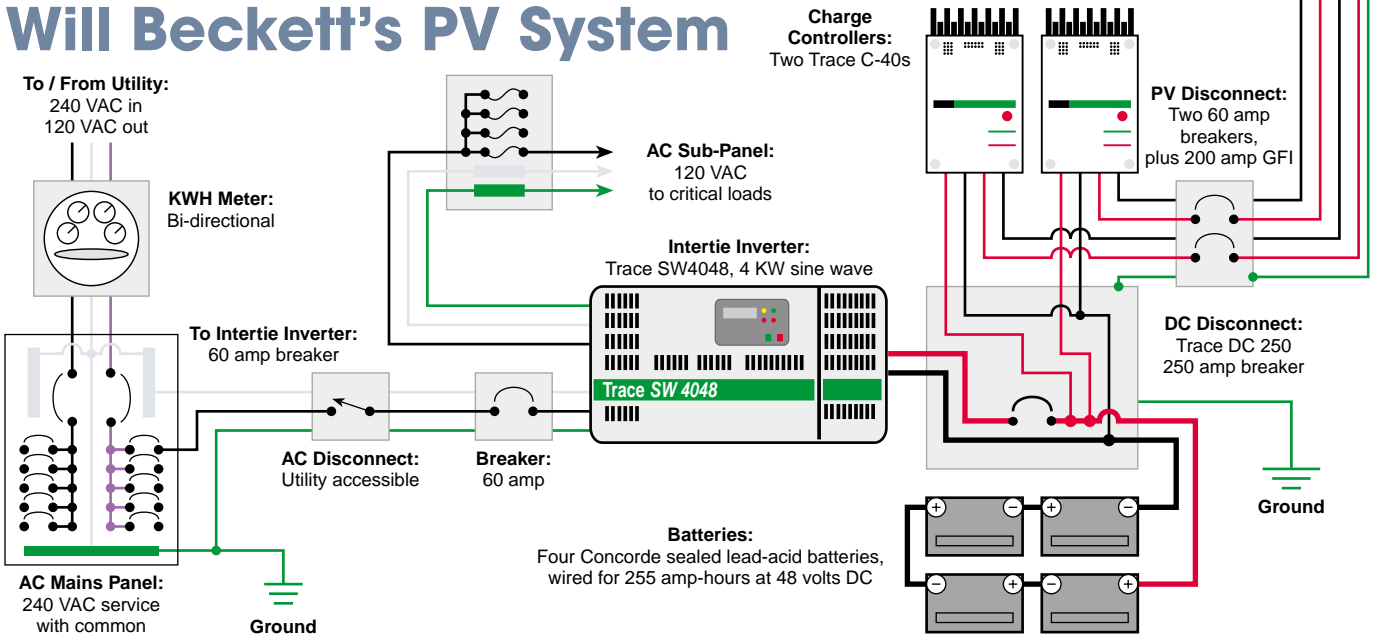 Will Beckett's PV System
Charge
Controllers:
Two Trace C-40s
To / From Utility:
240 VAC in
120 VAC out
PV Disconnect:
Two 60 amp
breakers,
plus 200 amp GFI
AC Sub-Panel:
120 VAC
to critical loads
KWH Meter:
Bi-directional
Intertie Inverter:
Trace SW4048, 4 KW sine wave
To Intertie Inverter:
60 amp breaker
DC Disconnect:
Trace DC 250
250 amp breaker
Trace SW 4048
AC Disconnect:
Utility accessible
Breaker:
60 amp
Ground
+
−
+
−
Batteries:
Four Concorde sealed lead-acid batteries,
wired for 255 amp-hours at 48 volts DC
−
+
−
+
AC Mains Panel:
240 VAC service
with common
Ground